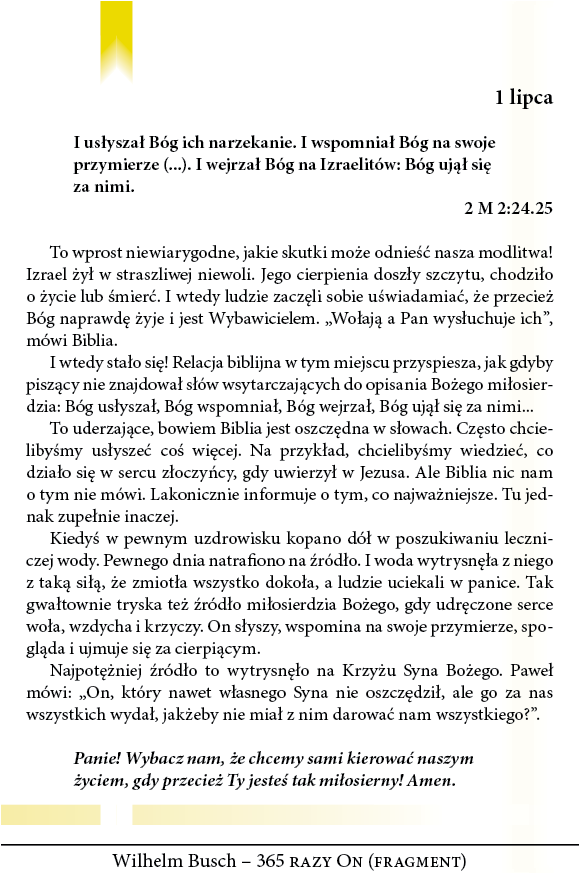 1 lipca
I usłyszał Bóg ich narzekanie. I wspomniał Bóg na swoje
przymierze (...). I wejrzał Bóg na Izraelitów: Bóg ujął się
za nimi.
2 M 2:24.25
To wprost niewiarygodne, jakie skutki może odnieść nasza modlitwa!
Izrael żył w straszliwej niewoli. Jego cierpienia doszły szczytu, chodziło
o życie lub śmierć. I wtedy ludzie zaczęli sobie uświadamiać, że przecież
Bóg naprawdę żyje i jest Wybawicielem. „Wołają a Pan wysłuchuje ich”,
mówi Biblia.
I wtedy stało się! Relacja biblijna w tym miejscu przyspiesza, jak gdyby
piszący nie znajdował słów wsytarczających do opisania Bożego miłosier-
dzia: Bóg usłyszał, Bóg wspomniał, Bóg wejrzał, Bóg ujął się za nimi...
To uderzające, bowiem Biblia jest oszczędna w słowach. Często chcie-
libyśmy usłyszeć coś więcej. Na przykład, chcielibyśmy wiedzieć, co
działo się w sercu złoczyńcy, gdy uwierzył w Jezusa. Ale Biblia nic nam
o tym nie mówi. Lakonicznie informuje o tym, co najważniejsze. Tu jed-
nak zupełnie inaczej.
Kiedyś w pewnym uzdrowisku kopano dół w poszukiwaniu leczni-
czej wody. Pewnego dnia natrafiono na źródło. I woda wytrysnęła z niego
z taką siłą, że zmiotła wszystko dokoła, a ludzie uciekali w panice. Tak
gwałtownie tryska też źródło miłosierdzia Bożego, gdy udręczone serce
woła, wzdycha i krzyczy. On słyszy, wspomina na swoje przymierze, spo-
gląda i ujmuje się za cierpiącym.
Najpotężniej źródło to wytrysnęło na Krzyżu Syna Bożego. Paweł
mówi: „On, który nawet własnego Syna nie oszczędził, ale go za nas
wszystkich wydał, jakżeby nie miał z nim darować nam wszystkiego?”.
Panie! Wybacz nam, że chcemy sami kierować naszym
życiem, gdy przecież Ty jesteś tak miłosierny! Amen.
Wilhelm Busch – 365 RAZY ON (FRAGMENT)